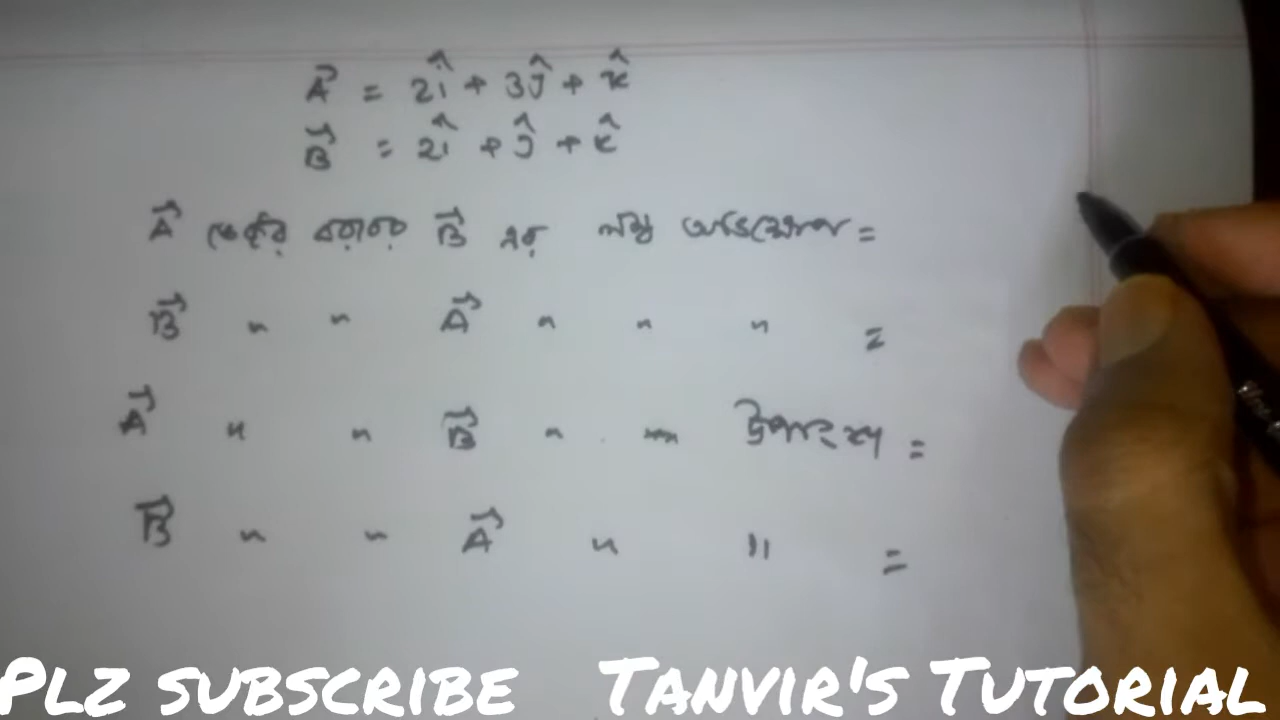 A⃗ = 2î + 3ĵ + k̂
B⃗ = 2î + ĵ + k̂
A⃗ ভেক্টর বরাবর B⃗ এর লম্ব অভিক্ষেপ =
B⃗ " " A⃗ " " " =
A⃗ " " B⃗ " " উপাংশ =
B⃗ " " A⃗ " " =
PLZ SUBSCRIBE TANVIR'S TUTORIAL